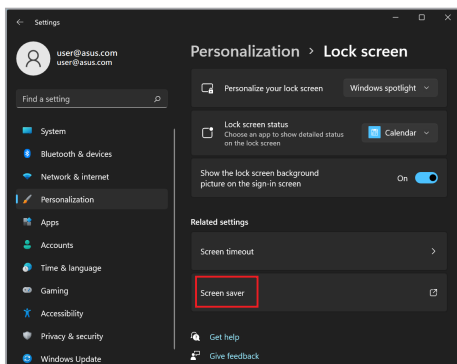 Settings
user@asus.com
user@asus.com
Find a setting
System
Bluetooth & devices
Network & internet
Personalization
Apps
Accounts
Time & language
Gaming
Accessibility
Privacy & security
Windows Update
Personalization > Lock screen
Personalize your lock screen
Windows spotlight
Lock screen status
Choose an app to show detailed status
on the lock screen
Calendar
Show the lock screen background
picture on the sign-in screen
On
Related settings
Screen timeout
Screen saver
Get help
Give feedback